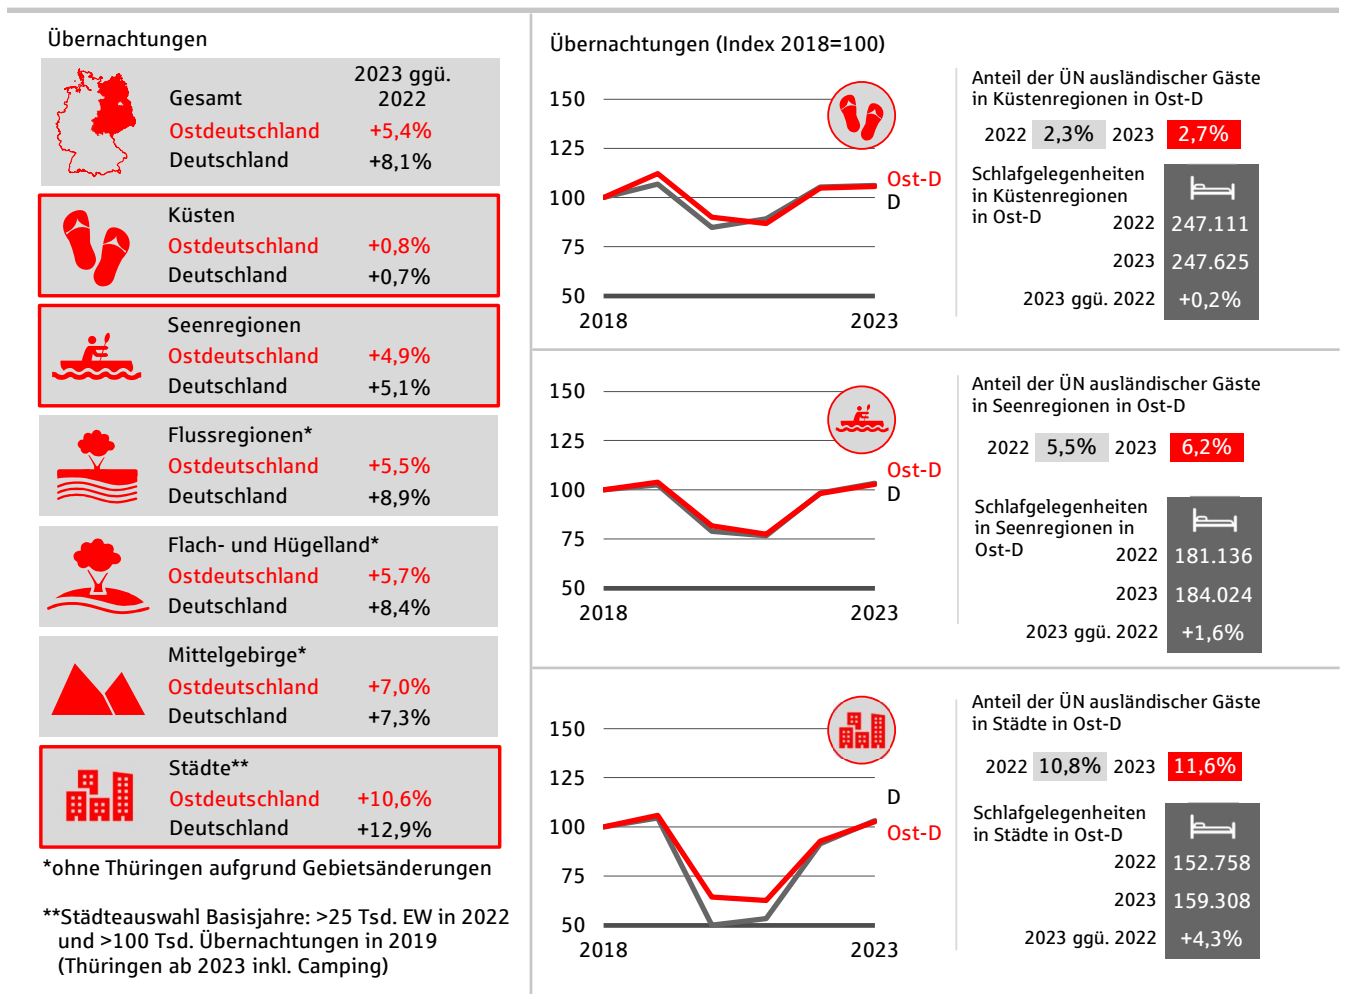 Übernachtungen
2023 ggü.
2022
Gesamt
Ostdeutschland +5,4%
Deutschland +8,1%
Küsten
Ostdeutschland +0,8%
Deutschland +0,7%
Seenregionen
Ostdeutschland +4,9%
Deutschland +5,1%
Flussregionen*
Ostdeutschland +5,5%
Deutschland +8,9%
Flach- und Hügelland*
Ostdeutschland +5,7%
Deutschland +8,4%
Mittelgebirge*
Ostdeutschland +7,0%
Deutschland +7,3%
Städte**
Ostdeutschland +10,6%
Deutschland +12,9%
*ohne Thüringen aufgrund Gebietsänderungen
**Städteauswahl Basisjahre: >25 Tsd. EW in 2022
und >100 Tsd. Übernachtungen in 2019
(Thüringen ab 2023 inkl. Camping)
Übernachtungen (Index 2018=100)
150
125
100
75
50
2018 2023
Ost-D
D
Anteil der ÜN ausländischer Gäste
in Küstenregionen in Ost-D
2022 2,3% 2023 2,7%
Schlafgelegenheiten
in Küstenregionen
in Ost-D
2022 247.111
2023 247.625
2023 ggü. 2022 +0,2%
150
125
100
75
50
2018 2023
Ost-D
D
Anteil der ÜN ausländischer Gäste
in Seenregionen in Ost-D
2022 5,5% 2023 6,2%
Schlafgelegenheiten
in Seenregionen in
Ost-D
2022 181.136
2023 184.024
2023 ggü. 2022 +1,6%
150
125
100
75
50
2018 2023
D
Ost-D
Anteil der ÜN ausländischer Gäste
in Städte in Ost-D
2022 10,8% 2023 11,6%
Schlafgelegenheiten
in Städte in Ost-D
2022 152.758
2023 159.308
2023 ggü. 2022 +4,3%